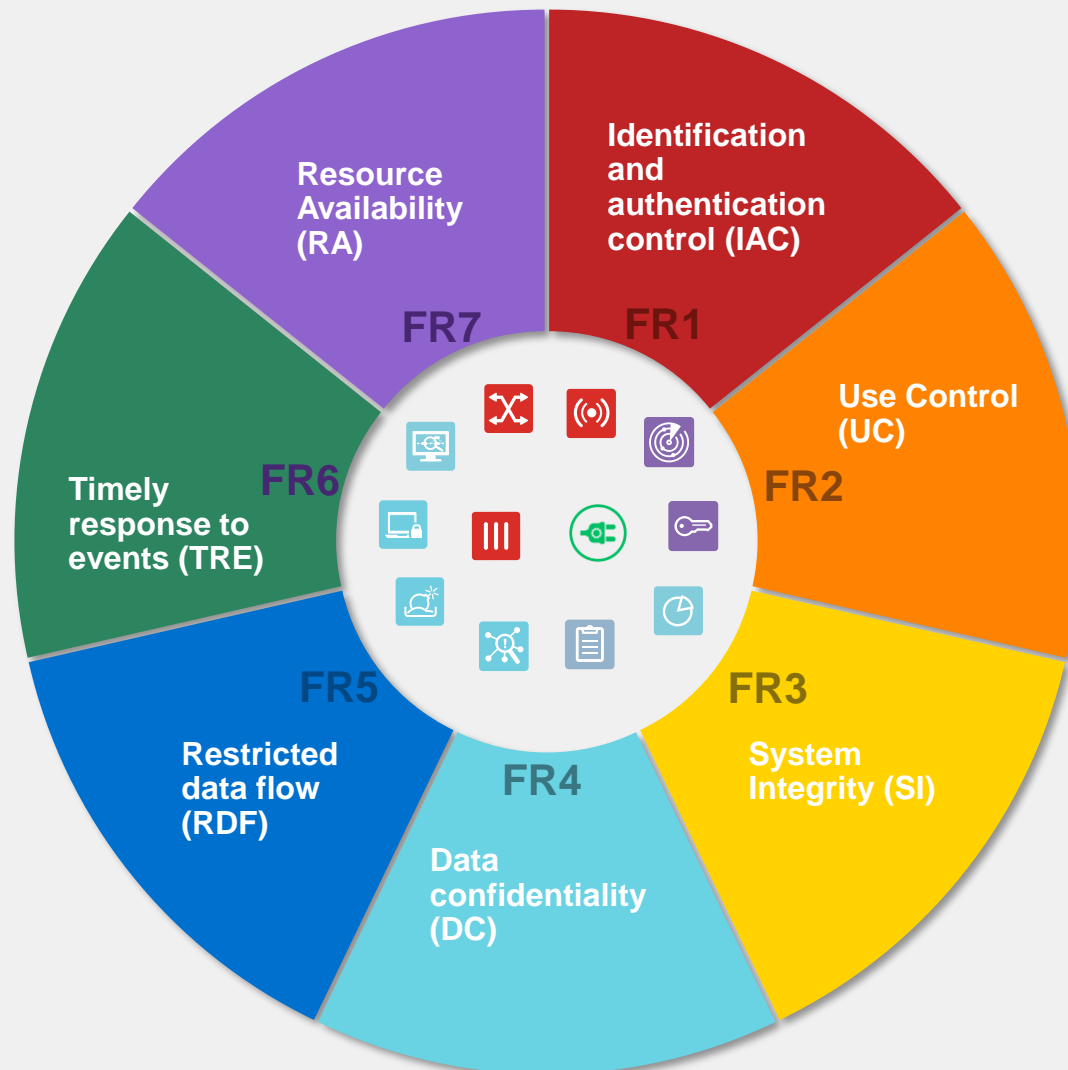 Identification
and
authentication
control (IAC)
FR1
Use Control
(UC)
FR2
FR3
System
Integrity (SI)
FR4
Data
confidentiality
(DC)
FR5
Restricted
data flow
(RDF)
FR6
Timely
response to
events (TRE)
Resource
Availability
(RA)
FR7